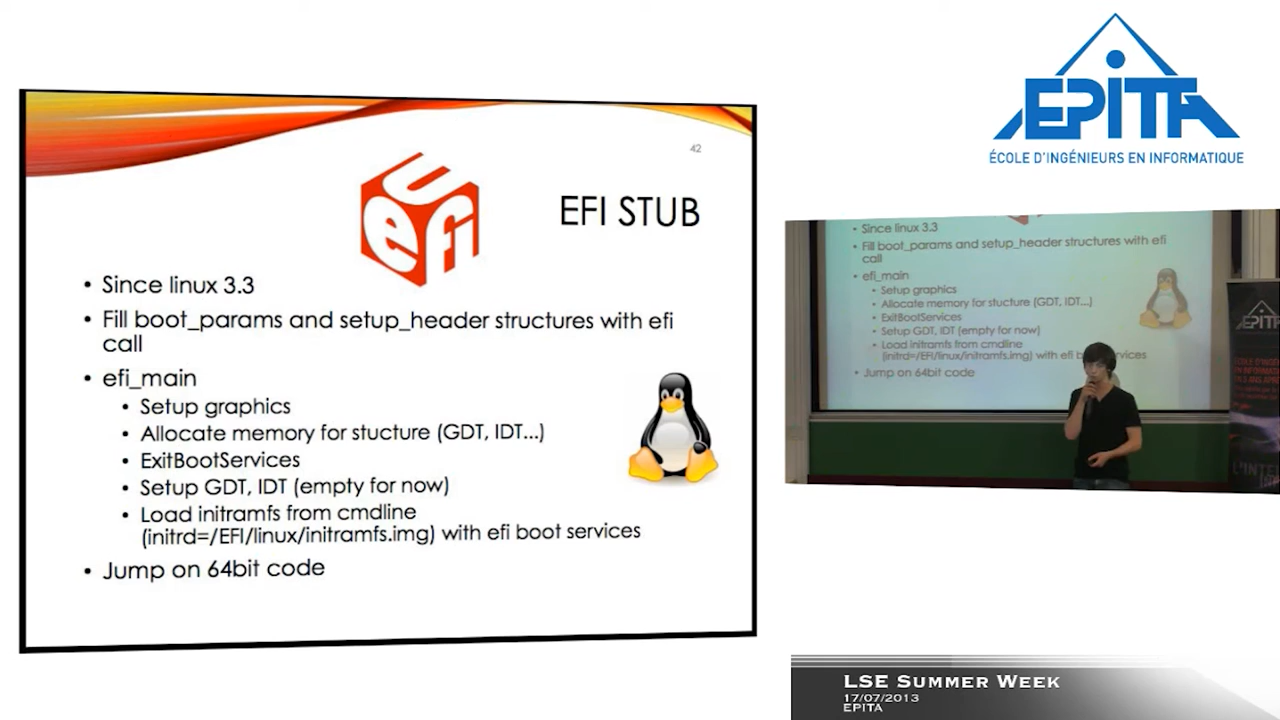 42
uefi
EFI STUB
• Since linux 3.3
• Fill boot_params and setup_header structures with efi
call
• efi_main
• Setup graphics
• Allocate memory for stucture (GDT, IDT...)
• ExitBootServices
• Setup GDT, IDT (empty for now)
• Load initramfs from cmdline
(initrd=/EFI/linux/initramfs.img) with efi boot services
• Jump on 64bit code
EPITA
ÉCOLE D'INGÉNIEURS EN INFORMATIQUE
• Since linux 3.3
• Fill boot_params and setup_header structures with efi
call
• efi_main
• Setup graphics
• Allocate memory for stucture (GDT, IDT...)
• ExitBootServices
• Setup GDT, IDT (empty for now)
• Load initramfs from cmdline
(initrd=/EFI/linux/initramfs.img) with efi b vices
• Jump on 64bit code
EPITA
LSE SUMMER WEEK
17/07/2013
EPITA